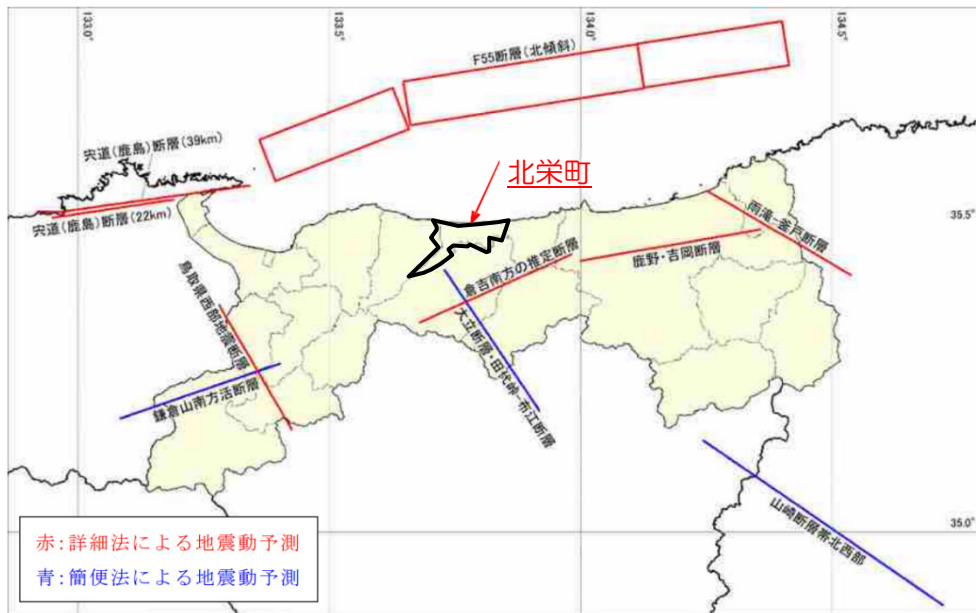 133.0°
133.5°
134.0°
134.5°
F55断層(北傾斜)
宍道(鹿島)断層(39km)
北栄町
宍道(鹿島)断層(22km)
35.5°
雨滝-釜戸断層
鹿野・吉岡断層
倉吉南方の推定断層
鳥取県西部地震断層
大立断層・田代峠-布江断層
鎌倉山南方活断層
山崎断層帯北西部
35.0°
赤:詳細法による地震動予測
青:簡便法による地震動予測